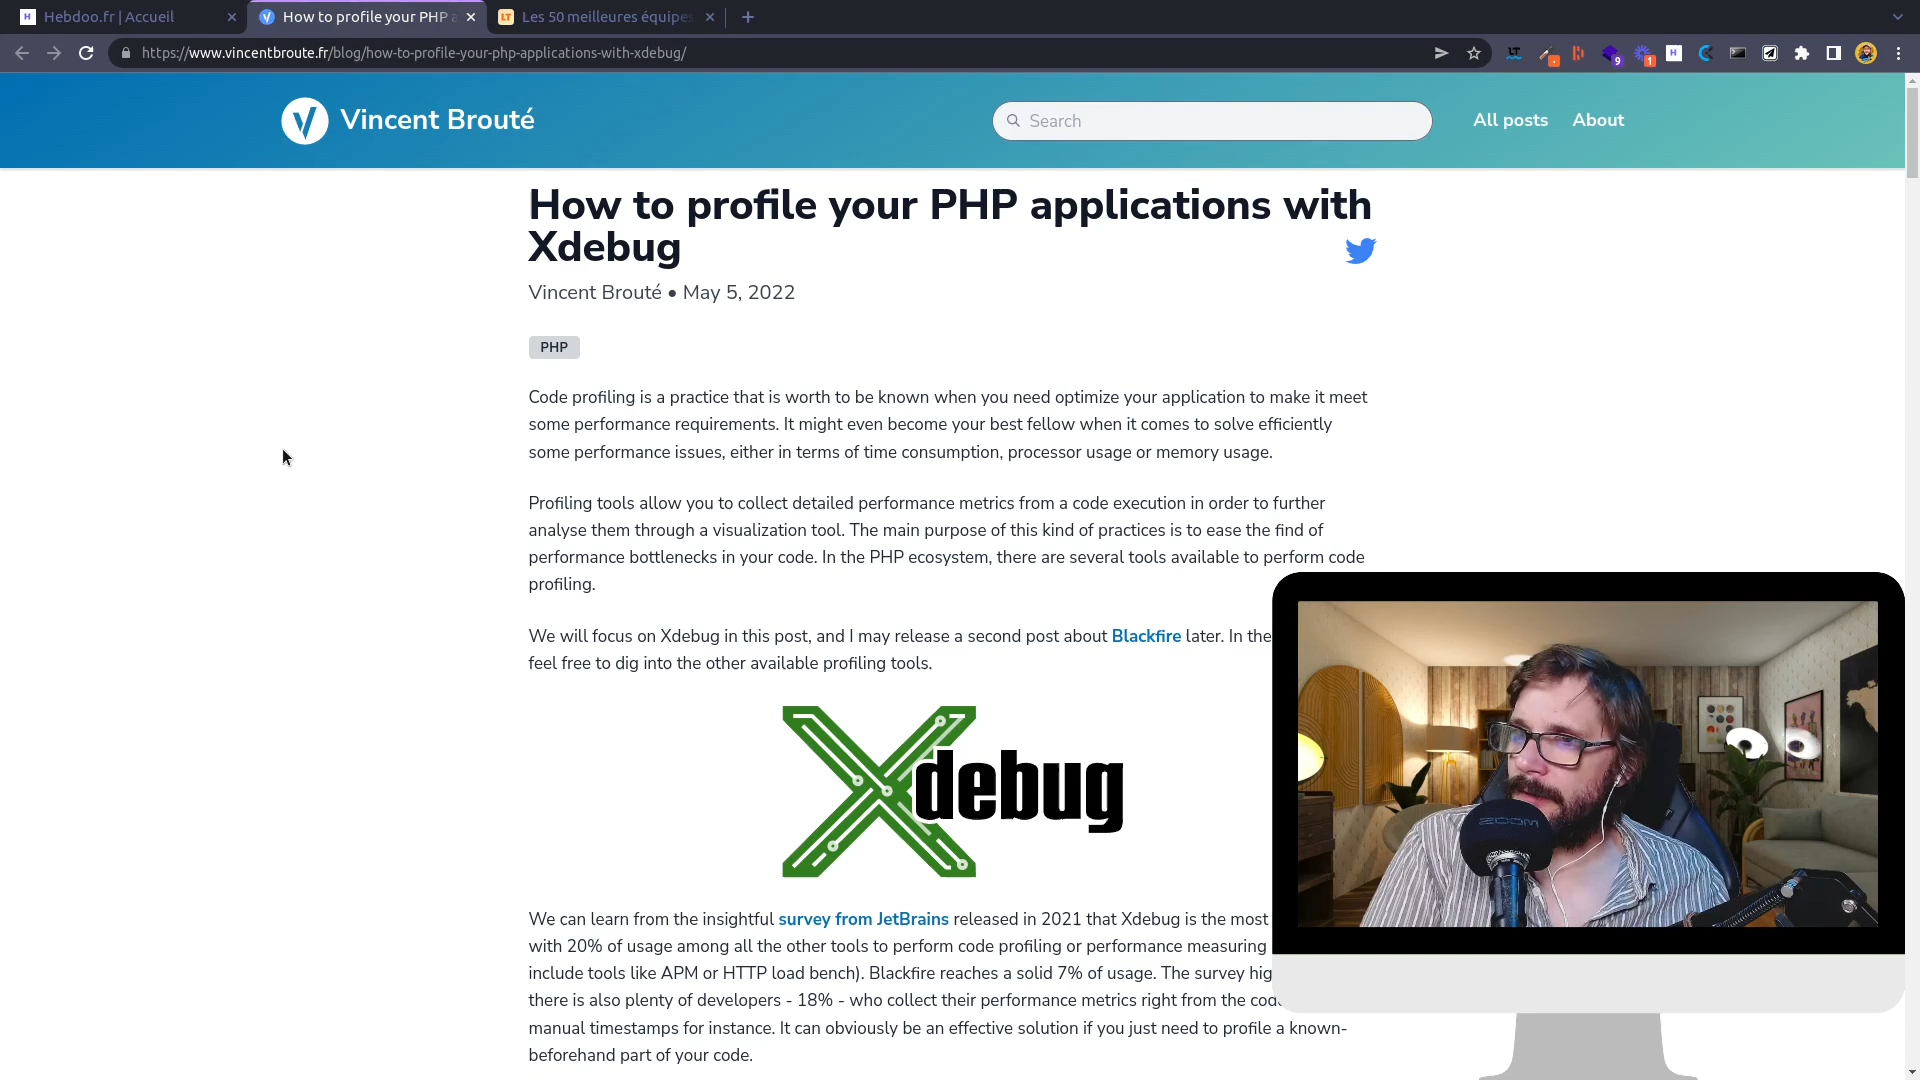 Hebdoo.fr | Accueil
How to profile your PHP a
Les 50 meilleures équipes
https://www.vincentbroute.fr/blog/how-to-profile-your-php-applications-with-xdebug/
LT
9
1
H
Vincent Brouté
Search
All posts
About
How to profile your PHP applications with
Xdebug
Vincent Brouté • May 5, 2022
PHP
Code profiling is a practice that is worth to be known when you need optimize your application to make it meet
some performance requirements. It might even become your best fellow when it comes to solve efficiently
some performance issues, either in terms of time consumption, processor usage or memory usage.
Profiling tools allow you to collect detailed performance metrics from a code execution in order to further
analyse them through a visualization tool. The main purpose of this kind of practices is to ease the find of
performance bottlenecks in your code. In the PHP ecosystem, there are several tools available to perform code
profiling.
We will focus on Xdebug in this post, and I may release a second post about Blackfire later. In the
feel free to dig into the other available profiling tools.
Xdebug
We can learn from the insightful survey from JetBrains released in 2021 that Xdebug is the most
with 20% of usage among all the other tools to perform code profiling or performance measuring
include tools like APM or HTTP load bench). Blackfire reaches a solid 7% of usage. The survey hig
there is also plenty of developers - 18% - who collect their performance metrics right from the cod
manual timestamps for instance. It can obviously be an effective solution if you just need to profile a known-
beforehand part of your code.
ZOOM